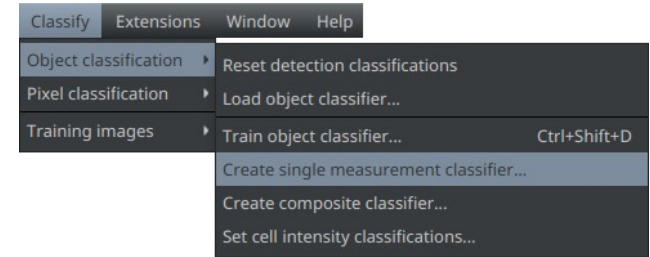 Classify Extensions Window Help
Object classification
Pixel classification
Training images
Reset detection classifications
Load object classifier...
Train object classifier... Ctrl+Shift+D
Create single measurement classifier...
Create composite classifier...
Set cell intensity classifications...